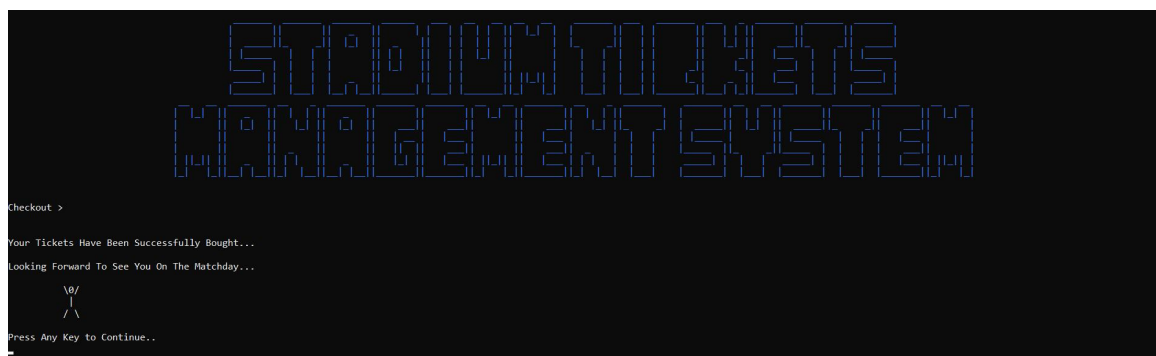 STADIUM TICKETS
MANAGEMENT SYSTEM
Checkout >
Your Tickets Have Been Successfully Bought...
Looking Forward To See You On The Matchday...
\0/
|
/ \
Press Any Key to Continue..